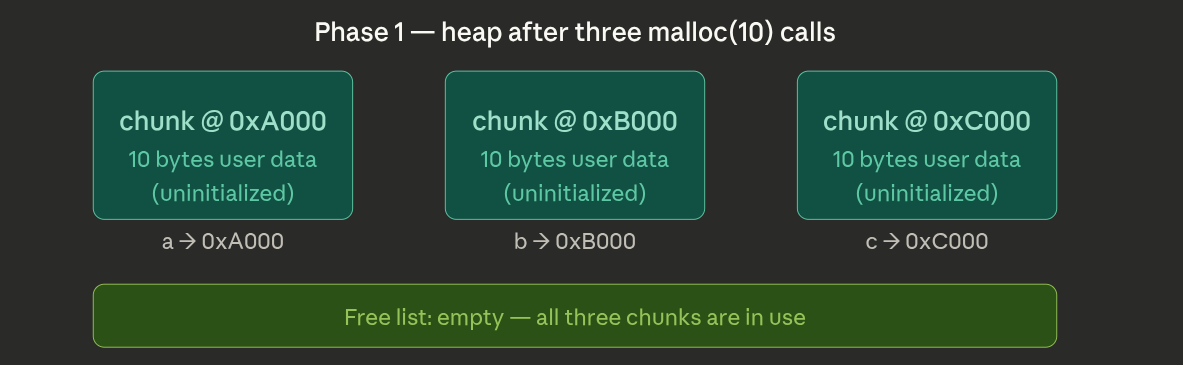 Phase 1 — heap after three malloc(10) calls
chunk @ 0xA000
10 bytes user data
(uninitialized)
a → 0xA000
chunk @ 0xB000
10 bytes user data
(uninitialized)
b → 0xB000
chunk @ 0xC000
10 bytes user data
(uninitialized)
c → 0xC000
Free list: empty — all three chunks are in use